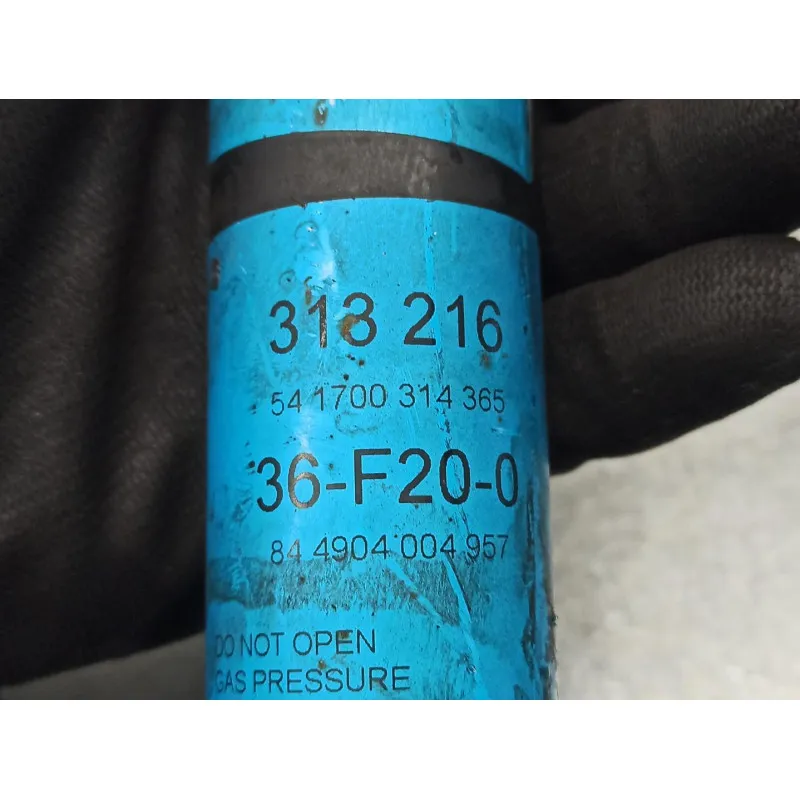 313 216
54 1700 314 365
36-F20-0
84 4904 004 957
DO NOT OPEN
GAS PRESSURE